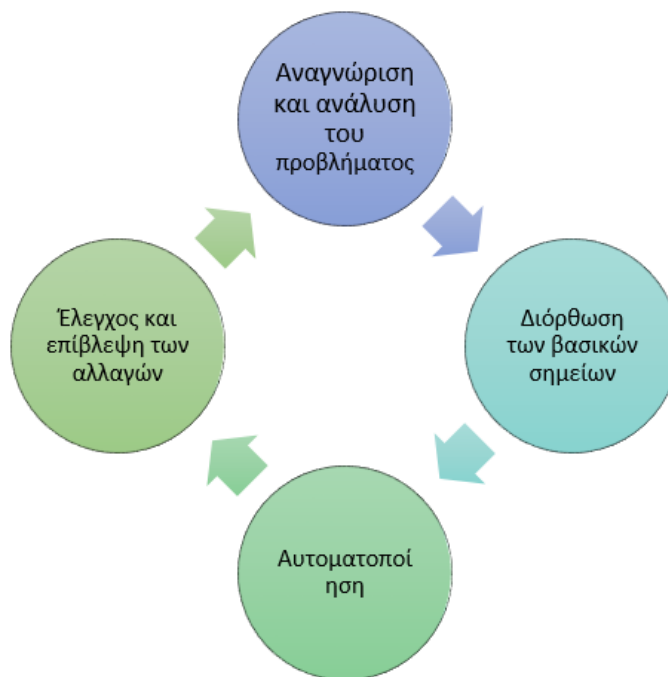 Αναγνώριση
και ανάλυση
του
προβλήματος
Διόρθωση
των βασικών
σημείων
Αυτοματοποί
ηση
Έλεγχος και
επίβλεψη των
αλλαγών